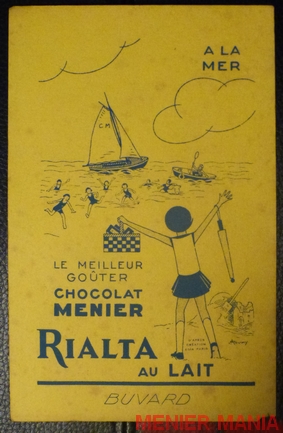 A LA
MER
C.M.
LE MEILLEUR
GOÛTER
CHOCOLAT
MENIER
RIALTA
AU LAIT
BUVARD
MENIER MANIA